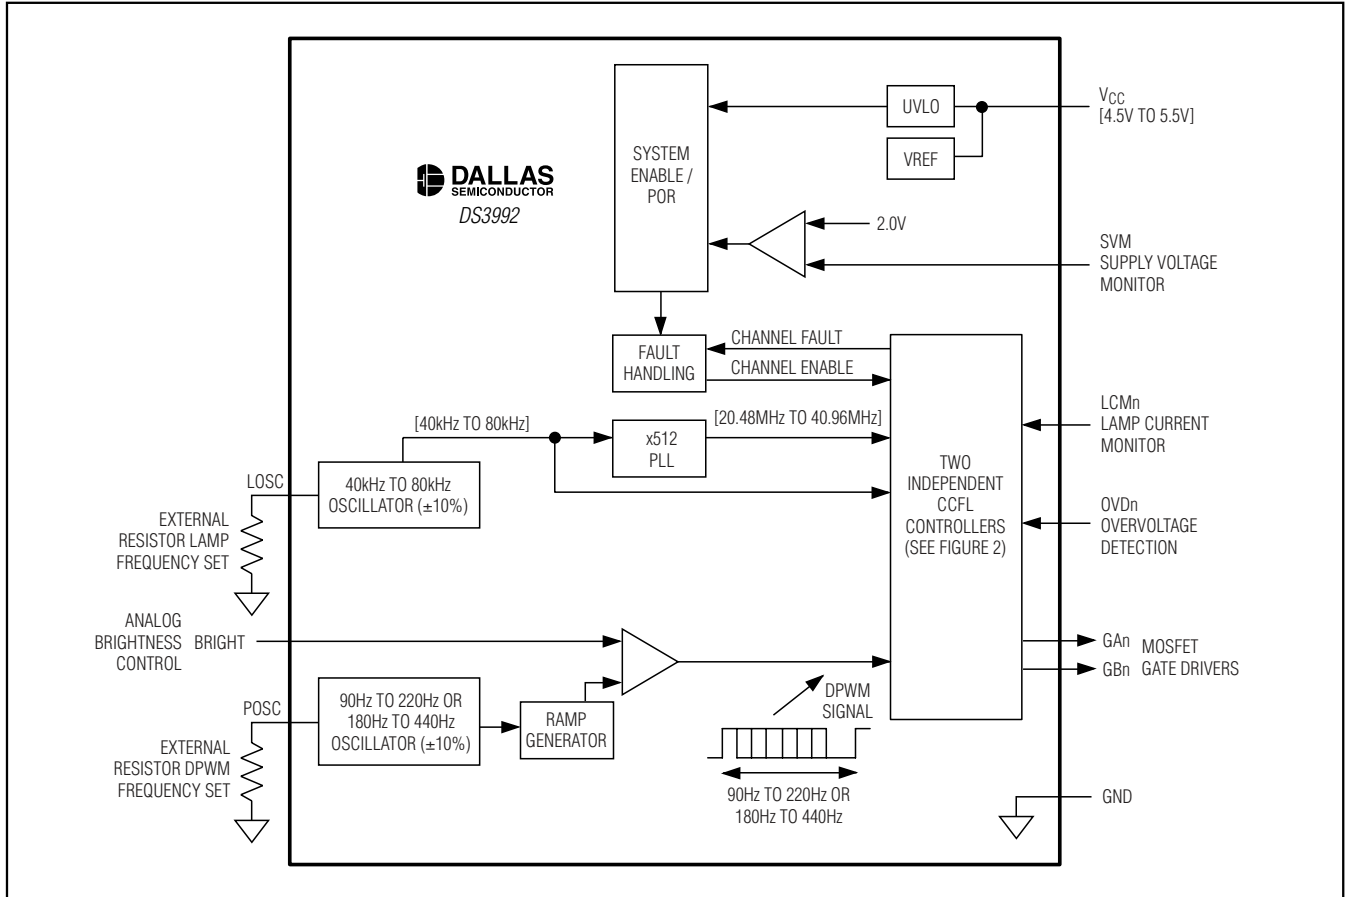 UVLO
VREF
VCC
[4.5V TO 5.5V]
SYSTEM
ENABLE /
POR
DALLAS
SEMICONDUCTOR
DS3992
2.0V
SVM
SUPPLY VOLTAGE
MONITOR
FAULT
HANDLING
CHANNEL FAULT
CHANNEL ENABLE
[40kHz TO 80kHz]
x512
PLL
[20.48MHz TO 40.96MHz]
LCMn
LAMP CURRENT
MONITOR
TWO
INDEPENDENT
CCFL
CONTROLLERS
(SEE FIGURE 2)
LOSC
40kHz TO 80kHz
OSCILLATOR (±10%)
EXTERNAL
RESISTOR LAMP
FREQUENCY SET
OVDn
OVERVOLTAGE
DETECTION
ANALOG
BRIGHTNESS
CONTROL
BRIGHT
GAn
GBn
MOSFET
GATE DRIVERS
POSC
90Hz TO 220Hz OR
180Hz TO 440Hz
OSCILLATOR (±10%)
RAMP
GENERATOR
DPWM
SIGNAL
EXTERNAL
RESISTOR DPWM
FREQUENCY SET
90Hz TO 220Hz OR
180Hz TO 440Hz
GND